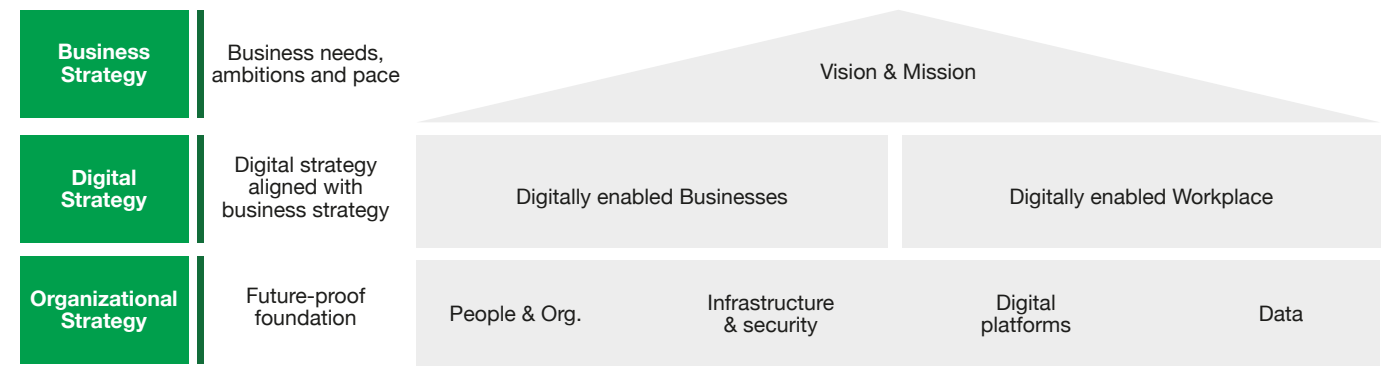 Business
Strategy
Business needs,
ambitions and pace
Vision & Mission
Digital
Strategy
Digital strategy
aligned with
business strategy
Digitally enabled Businesses
Digitally enabled Workplace
Organizational
Strategy
Future-proof
foundation
People & Org.
Infrastructure
& security
Digital
platforms
Data